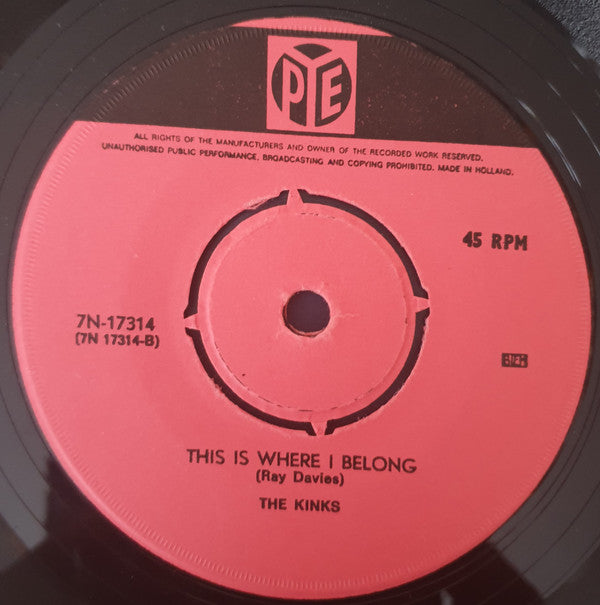 PYE
ALL RIGHTS OF THE MANUFACTURERS AND OWNER OF THE RECORDED WORK RESERVED.
UNAUTHORISED PUBLIC PERFORMANCE, BROADCASTING AND COPYING PROHIBITED. MADE IN HOLLAND.
45 RPM
7N-17314
(7N 17314-B)
THIS IS WHERE I BELONG
(Ray Davies)
THE KINKS